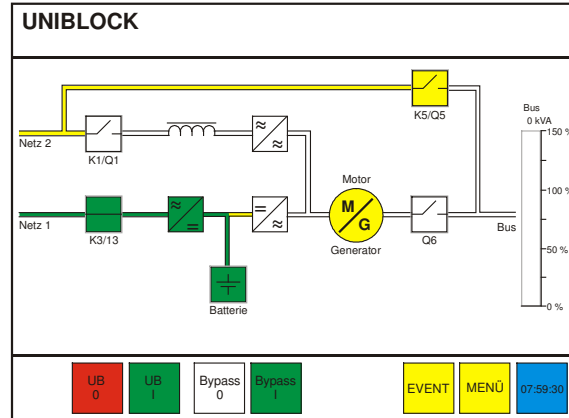 UNIBLOCK
Bus
0 kVA
150 %
K5/Q5
Netz 2
K1/Q1
Motor
100 %
M
G
Netz 1
K3/13
Generator
Q6
Bus
50 %
Batterie
0 %
UB
0
UB
I
Bypass
0
Bypass
I
EVENT
MENÜ
07:59:30